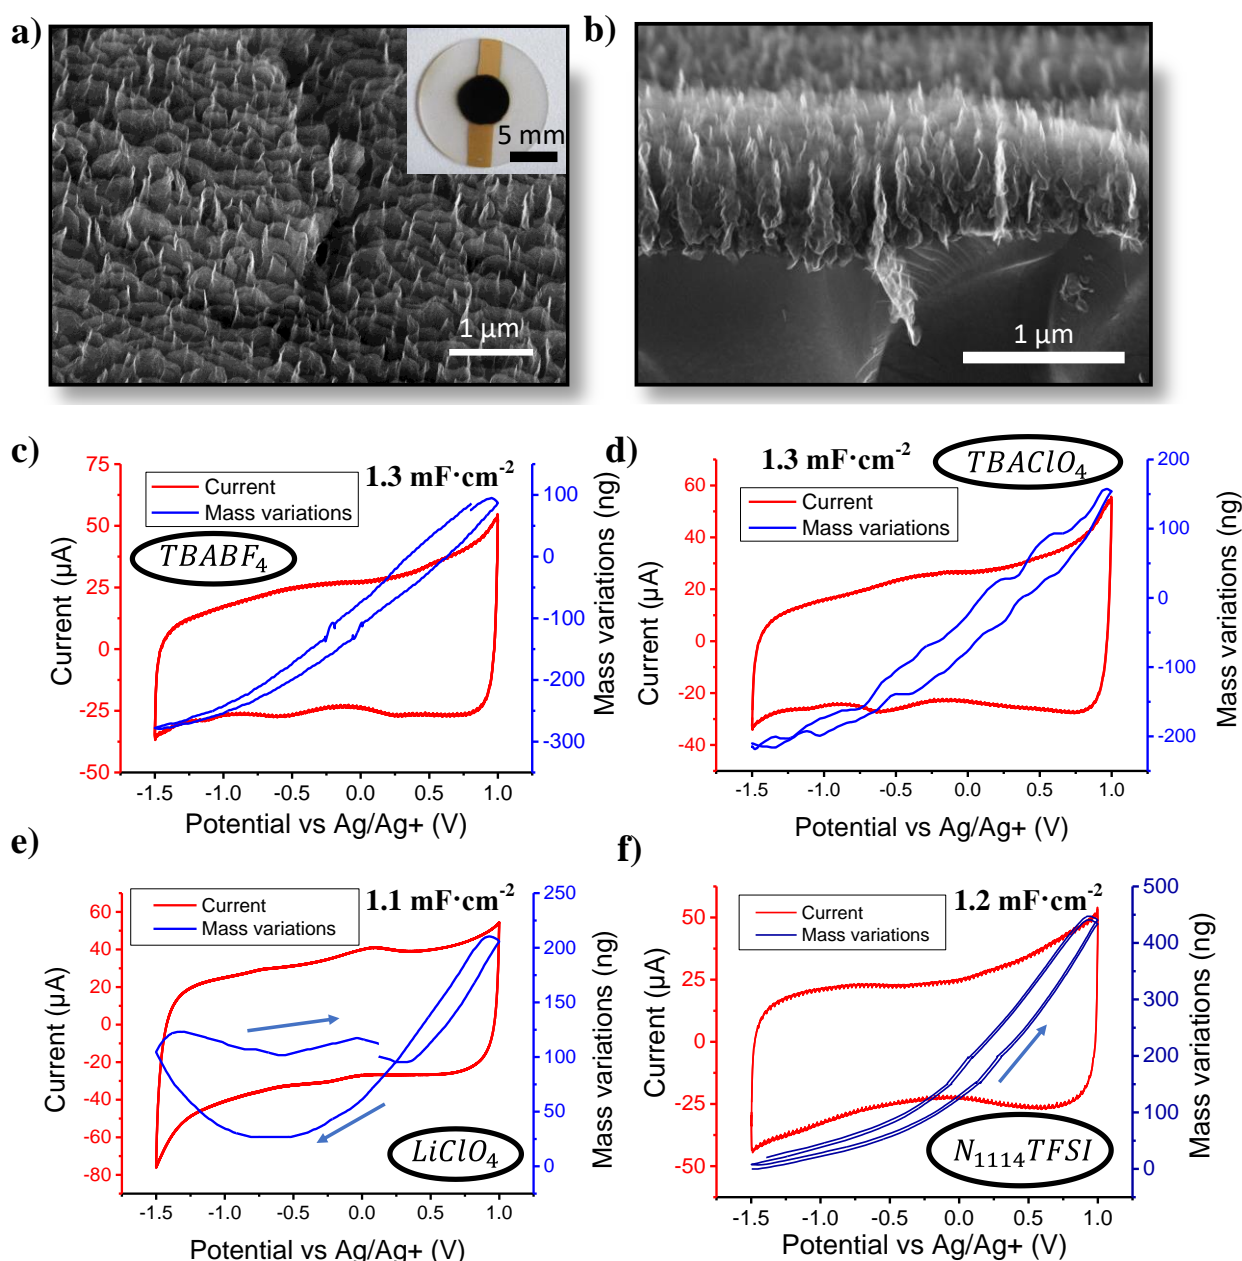 a)
5 mm
1 μm
b)
1 μm
c)
1.3 mF·cm-2
Current
Mass variations
TBABF4
75
50
25
0
-25
-50
Current (μA)
100
0
-100
-200
-300
Mass variations (ng)
-1.5 -1.0 -0.5 0.0 0.5 1.0
Potential vs Ag/Ag+ (V)
d)
1.3 mF·cm-2
TBAClO4
Current
Mass variations
60
40
20
0
-20
-40
Current (μA)
200
100
0
-100
-200
Mass variations (ng)
-1.5 -1.0 -0.5 0.0 0.5 1.0
Potential vs Ag/Ag+ (V)
e)
1.1 mF·cm-2
Current
Mass variations
60
40
20
0
-20
-40
-60
-80
Current (μA)
250
200
150
100
50
0
Mass variations (ng)
LiClO4
-1.5 -1.0 -0.5 0.0 0.5 1.0
Potential vs Ag/Ag+ (V)
f)
1.2 mF·cm-2
Current
Mass variations
50
25
0
-25
-50
Current (μA)
500
400
300
200
100
0
Mass variations (ng)
N1114TFSI
-1.5 -1.0 -0.5 0.0 0.5 1.0
Potential vs Ag/Ag+ (V)